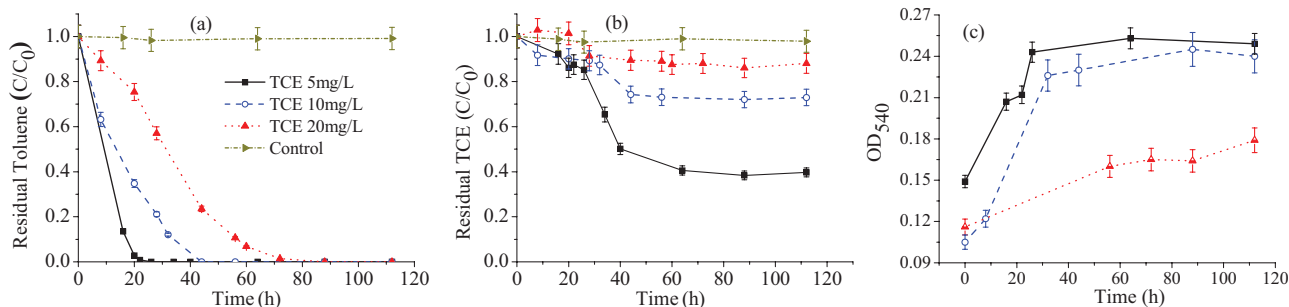 (a)
Residual Toluene (C/C0)
1.0
0.8
0.6
0.4
0.2
0.0
TCE 5mg/L
TCE 10mg/L
TCE 20mg/L
Control
0 20 40 60 80 100 120
Time (h)
(b)
Residual TCE (C/C0)
1.0
0.8
0.6
0.4
0.2
0.0
0 20 40 60 80 100 120
Time (h)
(c)
OD540
0.27
0.24
0.21
0.18
0.15
0.12
0.09
0 20 40 60 80 100 120
Time (h)